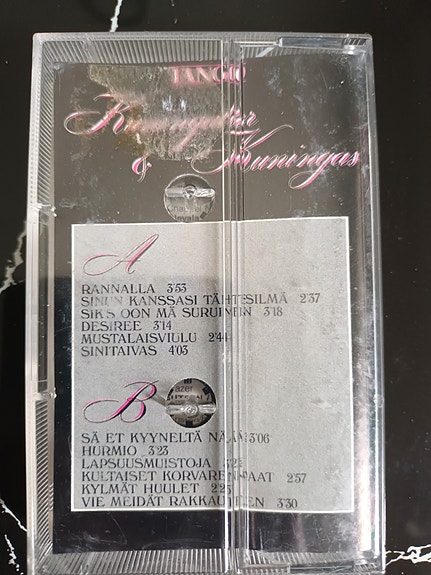 TANGO
Kuningatar
& Kuningas
A
RANNALLA 3'53
SINUN KANSSASI TÄHTISILMÄ 2'37
SIKS OON MÄ SURUINEN 3'18
DESIREE 3'14
MUSTALAISVIULU 2'44
SINITAIVAS 4'03
B
azer
SÄ ET KYYNELTÄ NÄÄ 3'06
HURMIO 3'23
LAPSUUSMUISTOJA
KULTAISET KORVARENKAAT 2'57
KYLMÄT HUULET
VIE MEIDÄT RAKKAUTEEN 3'30